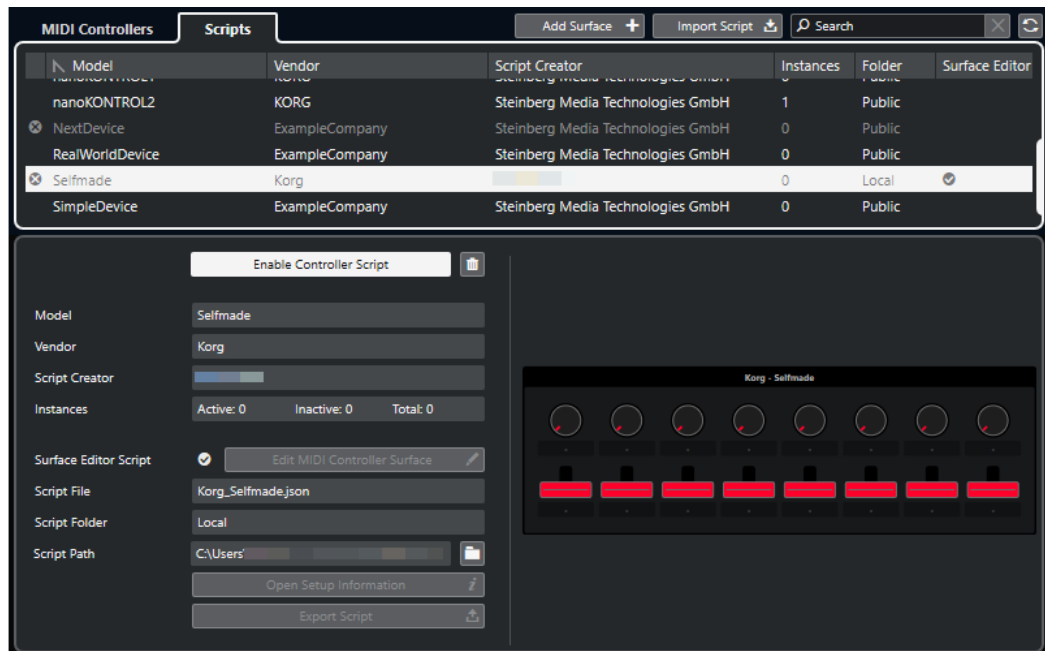 MIDI Controllers Scripts Add Surface Import Script Search
Model Vendor Script Creator Instances Folder Surface Editor
nanoKONTROL2 KORG Steinberg Media Technologies GmbH 1 Public
NextDevice ExampleCompany Steinberg Media Technologies GmbH 0 Public
RealWorldDevice ExampleCompany Steinberg Media Technologies GmbH 0 Public
Selfmade Korg 0 Local
SimpleDevice ExampleCompany Steinberg Media Technologies GmbH 0 Public
Enable Controller Script
Model Selfmade
Vendor Korg
Script Creator
Instances Active: 0 Inactive: 0 Total: 0
Surface Editor Script Edit MIDI Controller Surface
Script File Korg_Selfmade.json
Script Folder Local
Script Path C:\Users\
Open Setup Information
Export Script
Korg - Selfmade